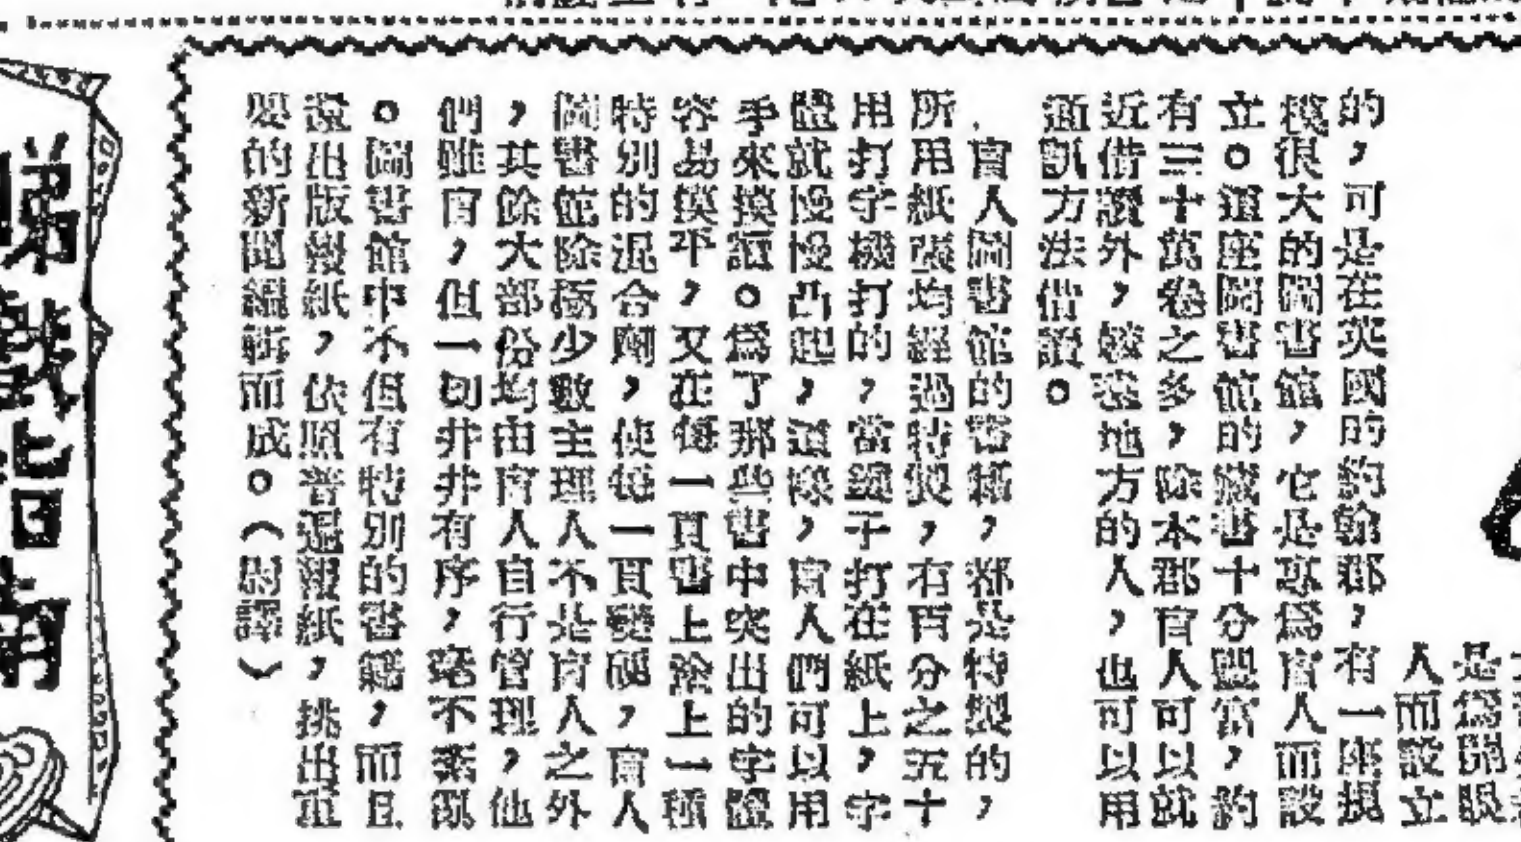 是爲開眼
人而設立
的，可是在英國的約翰郡，有一座規
模很大的圖書館，它是專爲盲人而設
立。這座圖書館的藏書十分豐富，約
有三十萬卷之多，除本郡盲人可以就
近借讀外，較遠地方的人，也可以用
通訊方法借讀。
盲人圖書館的書籍，都是特製的，
所用紙張均經過特製，有百分之五十
用打字機打的，當鎚子打在紙上，字
體就慢慢凸起，這樣，盲人們可以用
手來摸讀。爲了那些書中突出的字體
容易摸平，又在每一頁書上塗上一種
特別的混合劑，使每一頁變硬，盲人
圖書館除極少數主理人不是盲人之外
，其餘大部份均由盲人自行管理，他
們雖盲，但一切井井有序，毫不紊亂
。圖書館中不但有特別的書籍，而且
還出版報紙，依照普通報紙，挑出重
要的新聞編輯而成。（尉譯）